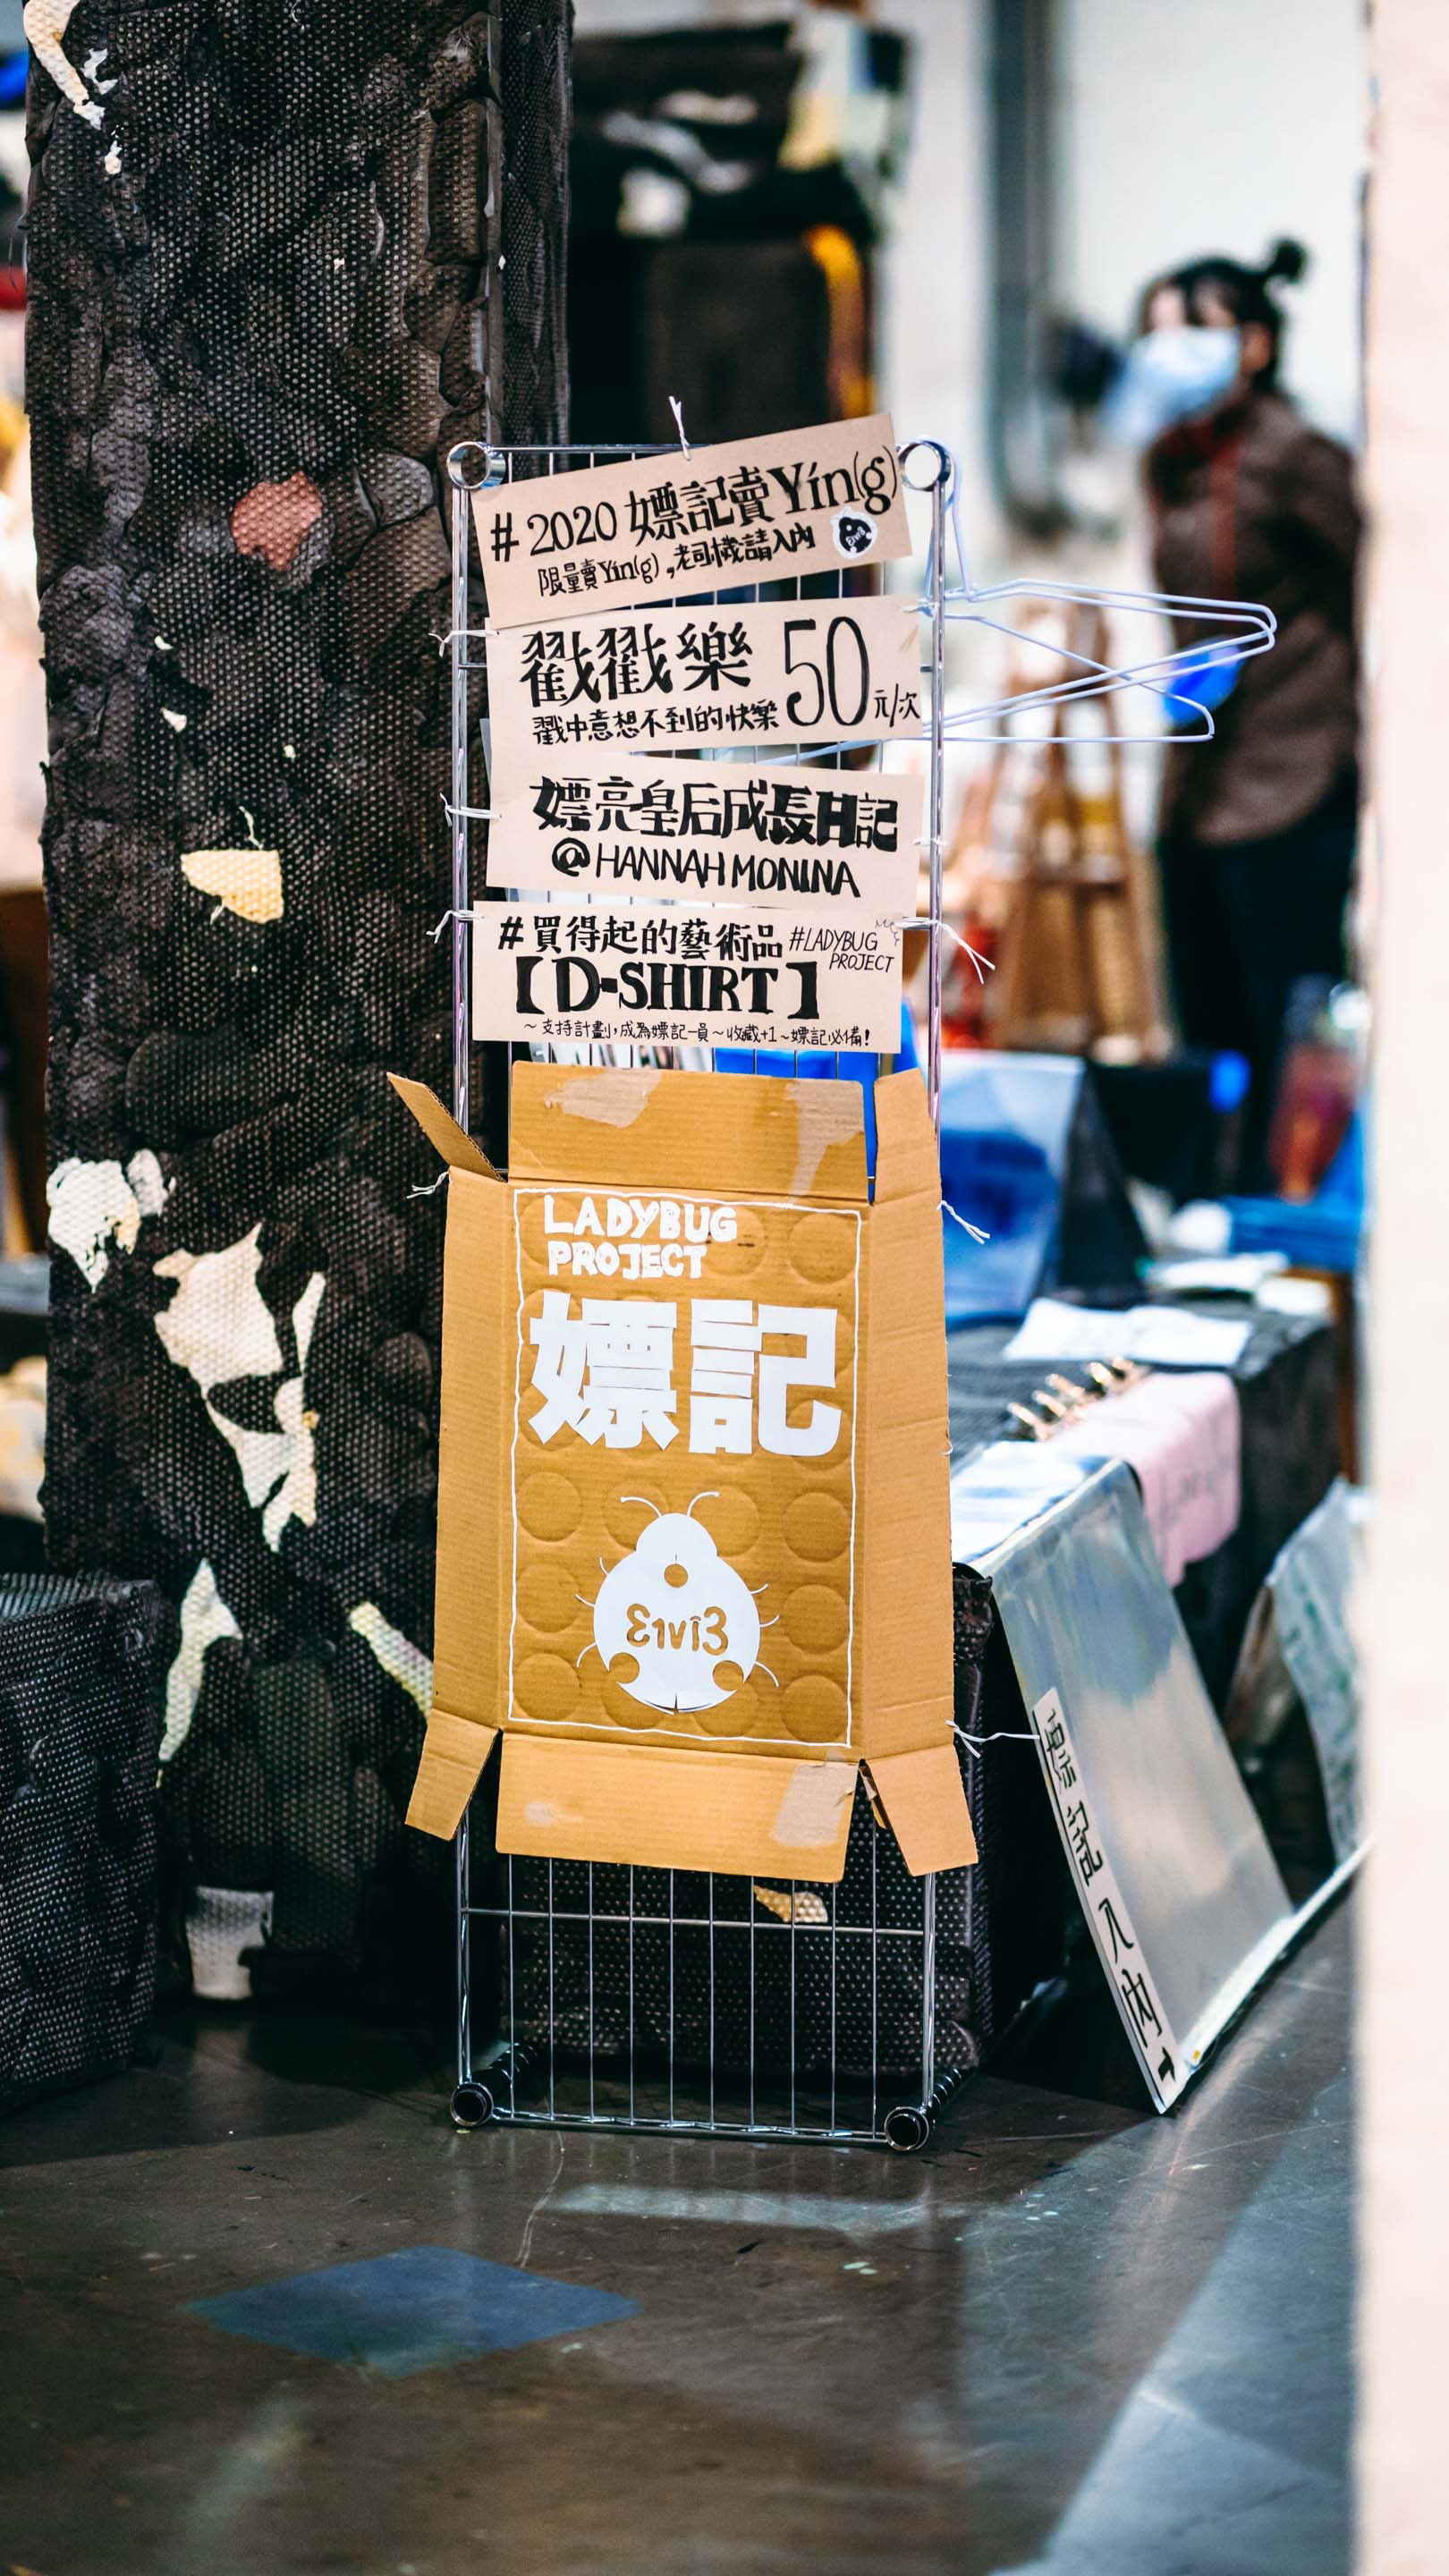 # 2020 嫖記賣Yín(g)
限量賣Yín(g),老司機請入內
ε1vi3
戳戳樂 50元/次
戳中意想不到的快樂
嫖亮皇后成長日記
@HANNAH MONINA
#買得起的藝術品 #LADYBUG PROJECT
【D-SHIRT】
~支持計劃,成為嫖記一員~收藏+1~嫖記必備!
LADYBUG
PROJECT
嫖記
ε1vî3
入內